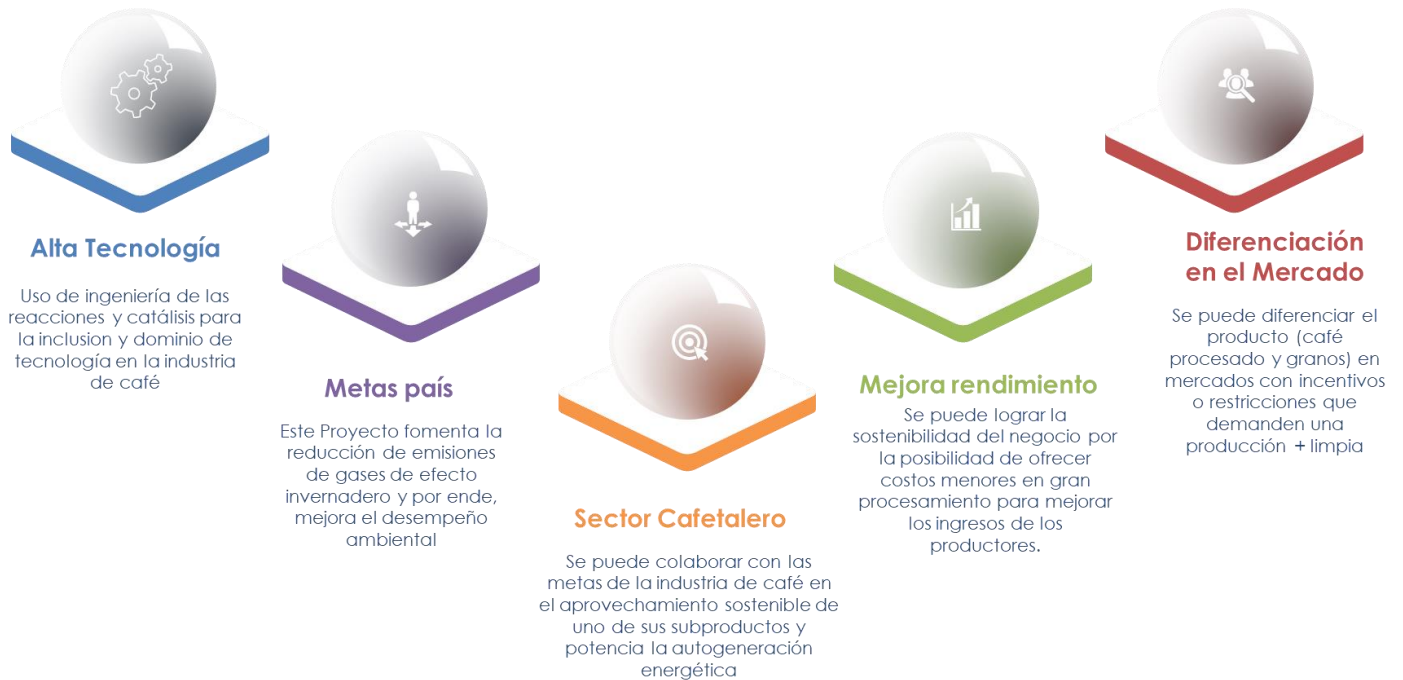 Alta Tecnología
Uso de ingeniería de las
reacciones y catálisis para
la inclusion y dominio de
tecnología en la industria
de café
Metas país
Este Proyecto fomenta la
reducción de emisiones
de gases de efecto
invernadero y por ende,
mejora el desempeño
ambiental
Sector Cafetalero
Se puede colaborar con las
metas de la industria de café en
el aprovechamiento sostenible de
uno de sus subproductos y
potencia la autogeneración
energética
Mejora rendimiento
Se puede lograr la
sostenibilidad del negocio por
la posibilidad de ofrecer
costos menores en gran
procesamiento para mejorar
los ingresos de los
productores.
Diferenciación
en el Mercado
Se puede diferenciar el
producto (café
procesado y granos) en
mercados con incentivos
o restricciones que
demanden una
producción + limpia